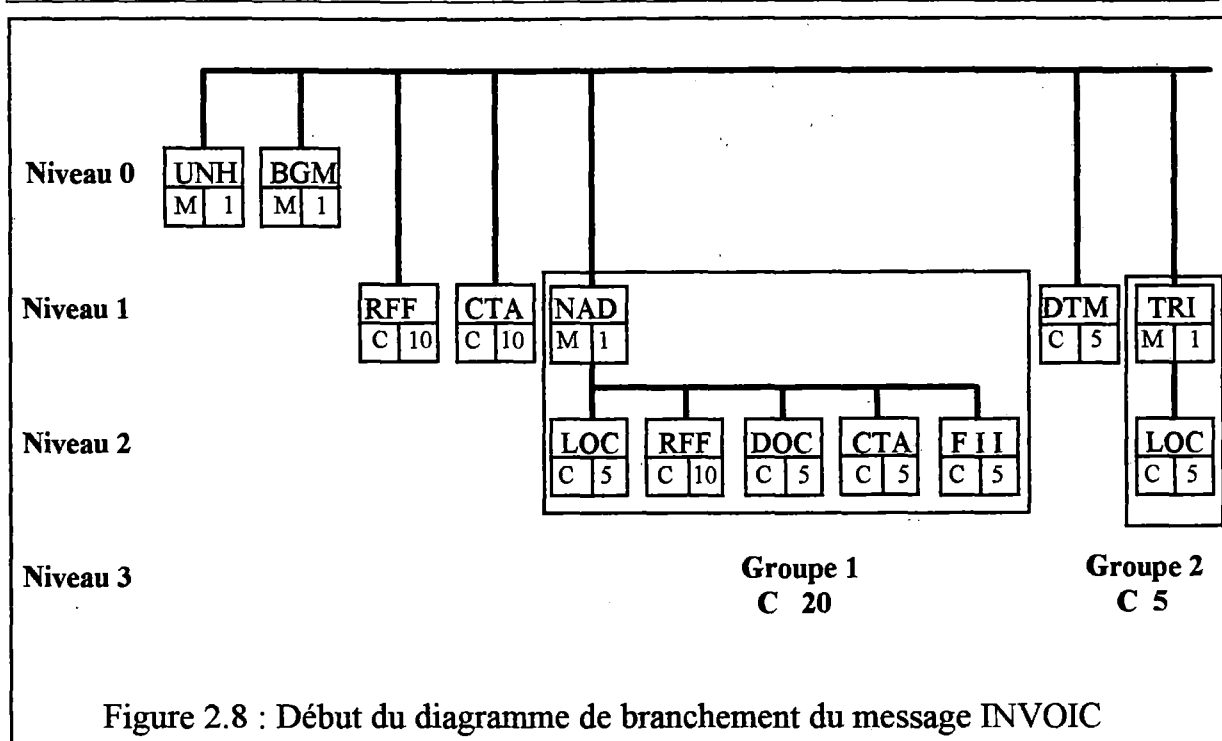 Niveau 0 UNH BGM
M 1 M 1
Niveau 1 RFF CTA NAD DTM TRI
C 10 C 10 M 1 C 5 M 1
Niveau 2 LOC RFF DOC CTA FII LOC
C 5 C 10 C 5 C 5 C 5 C 5
Niveau 3 Groupe 1 Groupe 2
C 20 C 5
Figure 2.8 : Début du diagramme de branchement du message INVOIC